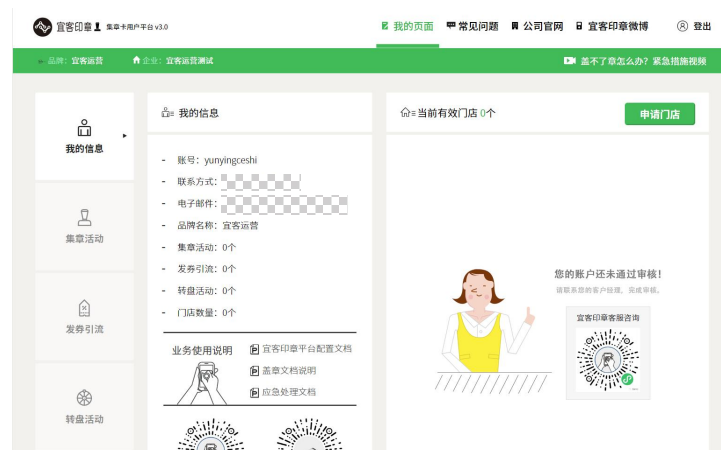 宜客印章 集章卡用户平台 v3.0
我的页面 常见问题 公司官网 宜客印章微博 登出
品牌：宜客运营 企业：宜客运营测试 盖不了章怎么办？紧急措施视频
我的信息
集章活动
发券引流
转盘活动
我的信息
- 账号：yunyingceshi
- 联系方式：
- 电子邮件：
- 品牌名称：宜客运营
- 集章活动：0个
- 发券引流：0个
- 转盘活动：0个
- 门店数量：0个
业务使用说明
宜客印章平台配置文档
盖章文档说明
应急处理文档
当前有效门店 0个
申请门店
您的账户还未通过审核！
请联系您的客户经理，完成审核。
宜客印章客服咨询